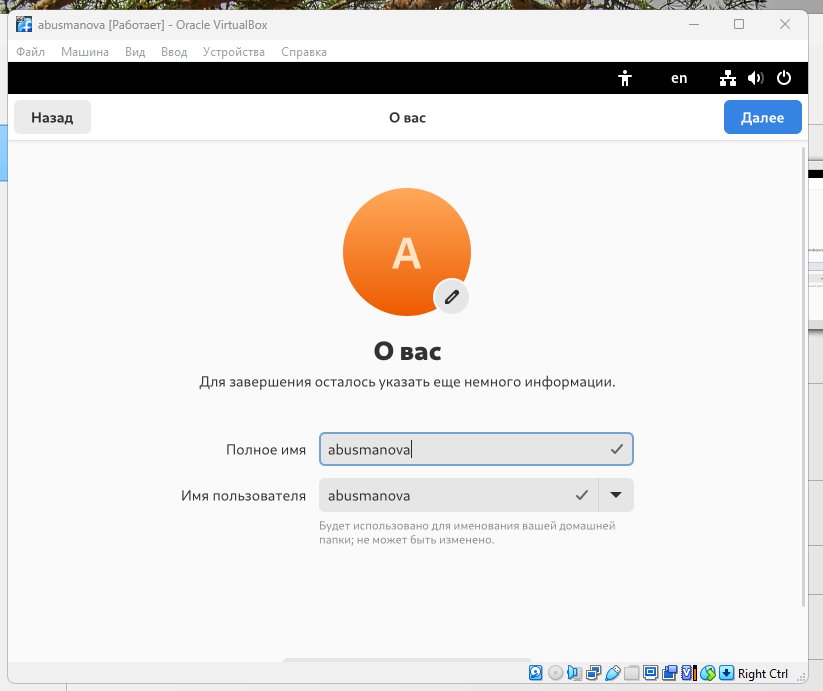 abusmanova [Работает] - Oracle VirtualBox
Файл Машина Вид Ввод Устройства Справка
en
Назад О вас Далее
A
О вас
Для завершения осталось указать еще немного информации.
Полное имя abusmanova
Имя пользователя abusmanova
Будет использовано для именования вашей домашней
папки; не может быть изменено.
Right Ctrl